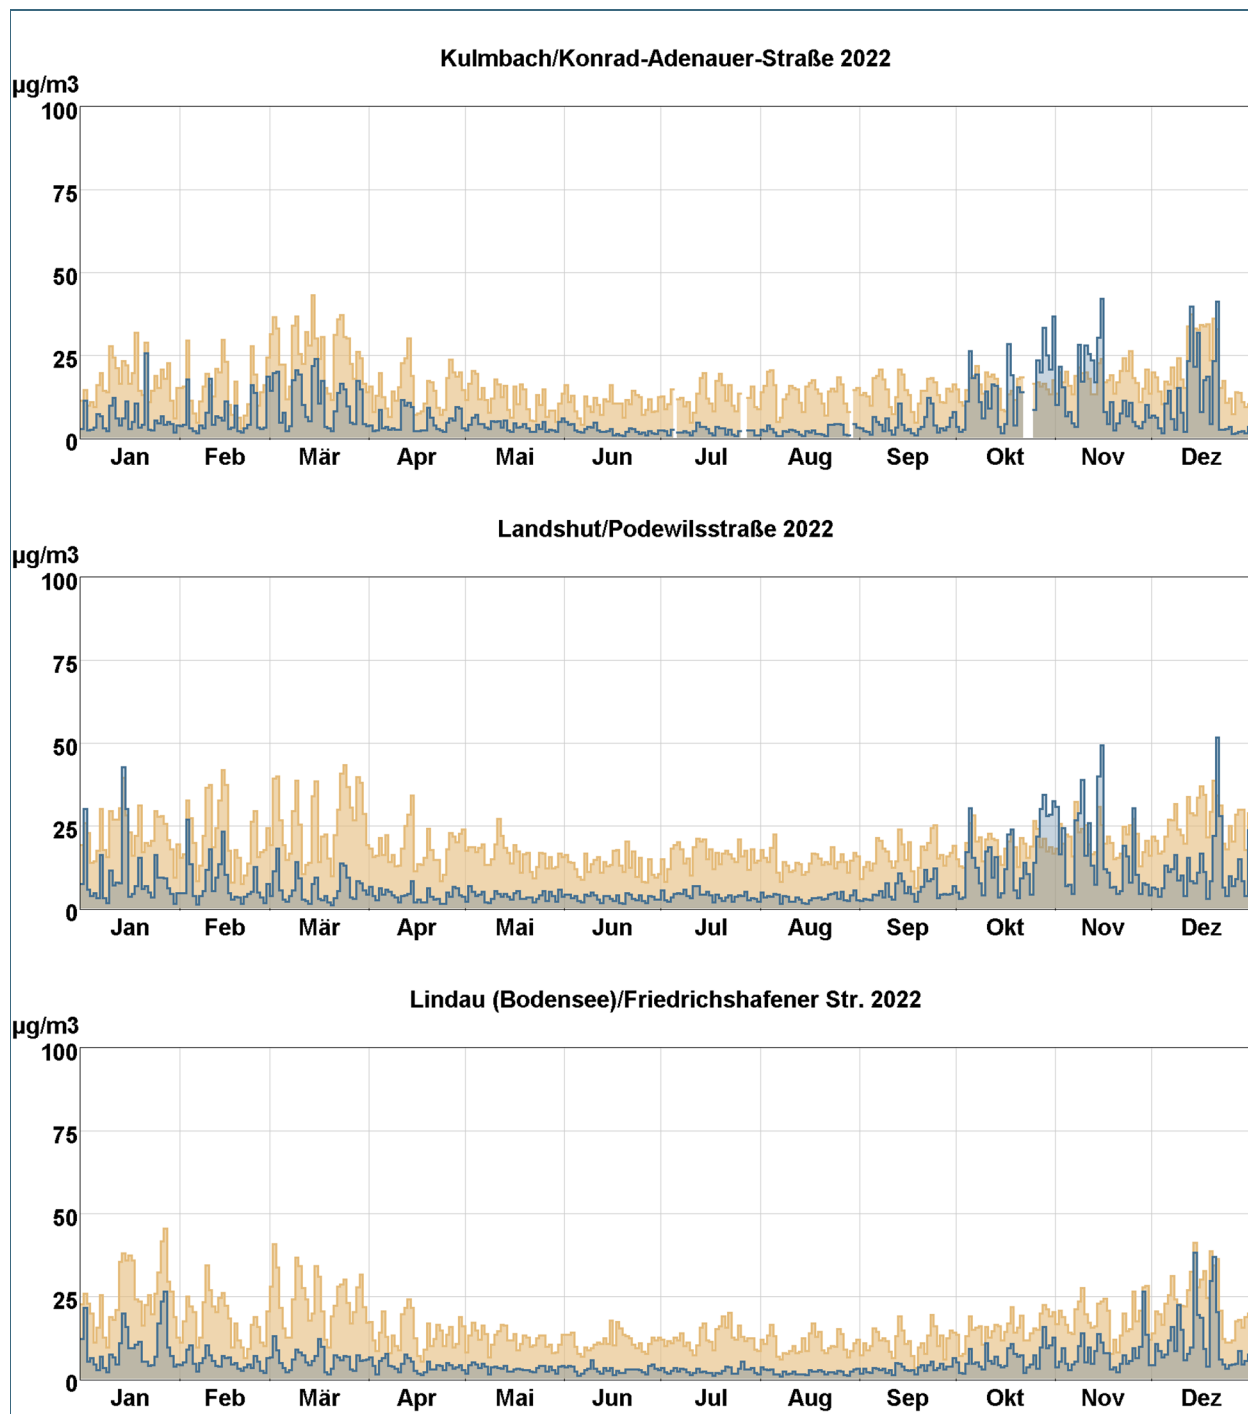 Kulmbach/Konrad-Adenauer-Straße 2022
µg/m3
100
75
50
25
0
Jan Feb Mär Apr Mai Jun Jul Aug Sep Okt Nov Dez
Landshut/Podewilsstraße 2022
µg/m3
100
75
50
25
0
Jan Feb Mär Apr Mai Jun Jul Aug Sep Okt Nov Dez
Lindau (Bodensee)/Friedrichshafener Str. 2022
µg/m3
100
75
50
25
0
Jan Feb Mär Apr Mai Jun Jul Aug Sep Okt Nov Dez